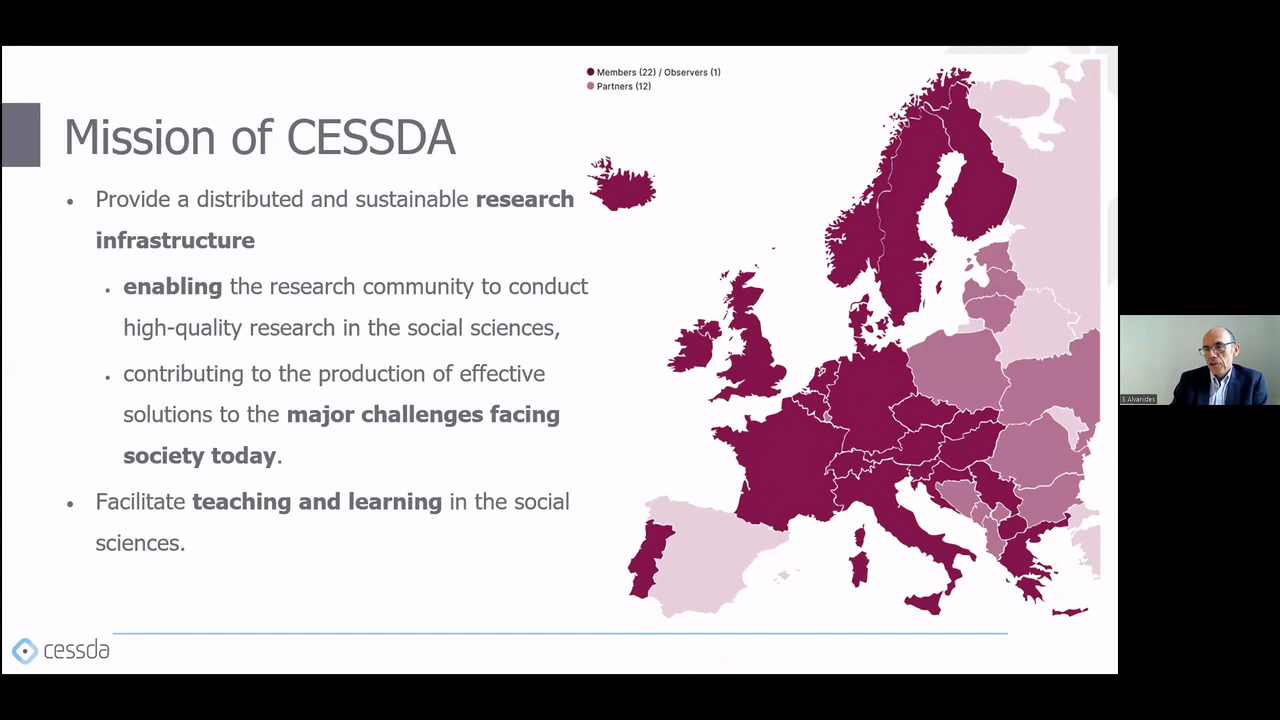 Members (22) / Observers (1)
Partners (12)
Mission of CESSDA
• Provide a distributed and sustainable research
infrastructure
• enabling the research community to conduct
high-quality research in the social sciences,
• contributing to the production of effective
solutions to the major challenges facing
society today.
• Facilitate teaching and learning in the social
sciences.
cessda
S Alvanides